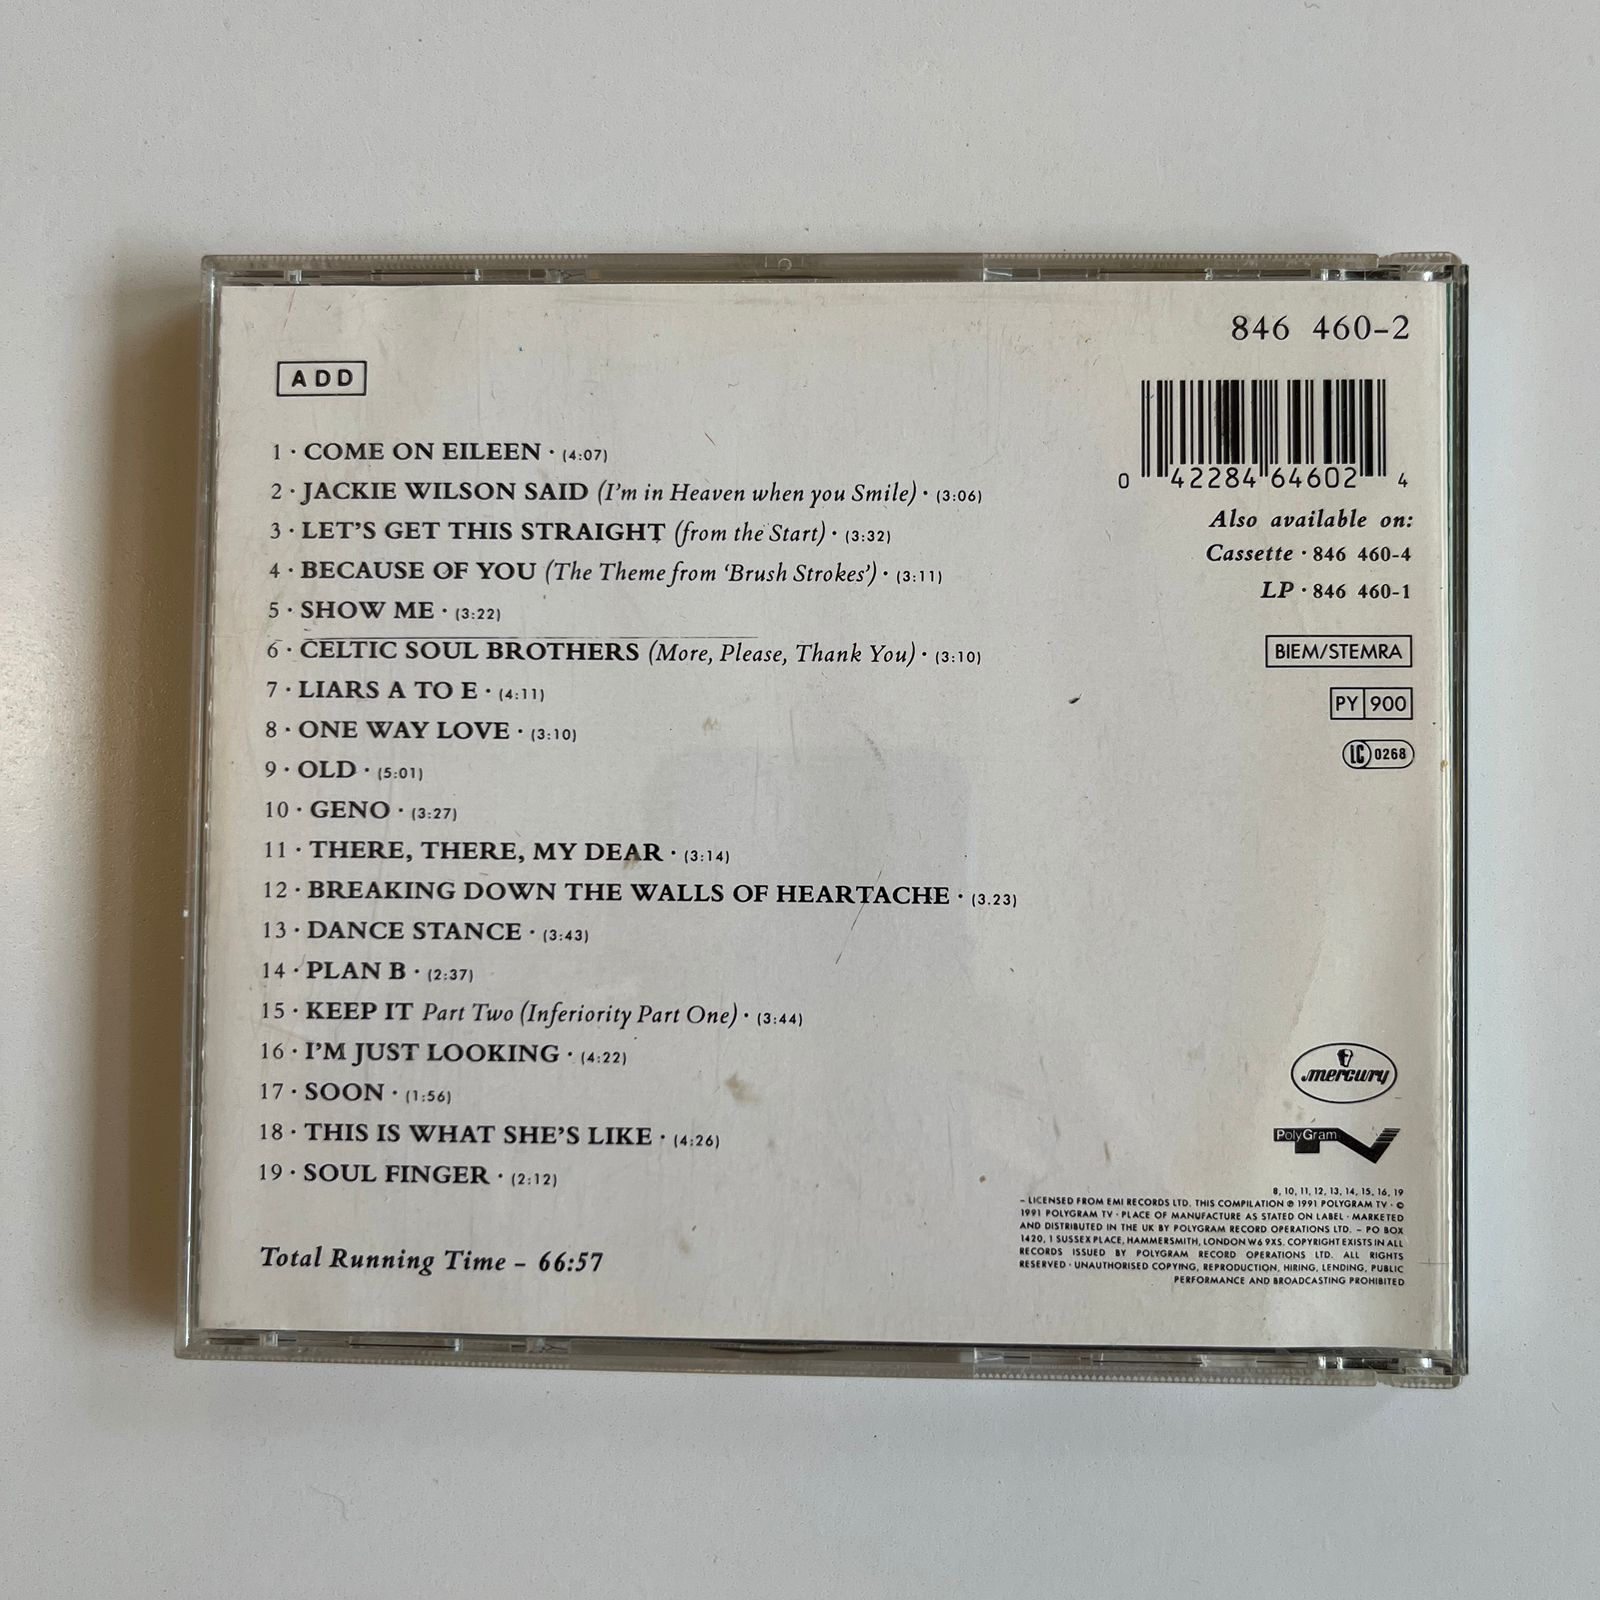 846 460-2
ADD
0 42284 64602 4
1 · COME ON EILEEN · (4:07)
2 · JACKIE WILSON SAID (I'm in Heaven when you Smile) · (3:06)
3 · LET'S GET THIS STRAIGHT (from the Start) · (3:32)
4 · BECAUSE OF YOU (The Theme from 'Brush Strokes') · (3:11)
5 · SHOW ME · (3:22)
6 · CELTIC SOUL BROTHERS (More, Please, Thank You) · (3:10)
7 · LIARS A TO E · (4:11)
8 · ONE WAY LOVE · (3:10)
9 · OLD · (5:01)
10 · GENO · (3:27)
11 · THERE, THERE, MY DEAR · (3:14)
12 · BREAKING DOWN THE WALLS OF HEARTACHE · (3.23)
13 · DANCE STANCE · (3:43)
14 · PLAN B · (2:37)
15 · KEEP IT Part Two (Inferiority Part One) · (3:44)
16 · I'M JUST LOOKING · (4:22)
17 · SOON · (1:56)
18 · THIS IS WHAT SHE'S LIKE · (4:26)
19 · SOUL FINGER · (2:12)
Total Running Time – 66:57
Also available on:
Cassette · 846 460-4
LP · 846 460-1
BIEM/STEMRA
PY 900
LC 0268
mercury
PolyGram TV
8, 10, 11, 12, 13, 14, 15, 16, 19
– LICENSED FROM EMI RECORDS LTD. THIS COMPILATION ℗ 1991 POLYGRAM TV · ©
1991 POLYGRAM TV · PLACE OF MANUFACTURE AS STATED ON LABEL · MARKETED
AND DISTRIBUTED IN THE UK BY POLYGRAM RECORD OPERATIONS LTD. – PO BOX
1420, 1 SUSSEX PLACE, HAMMERSMITH, LONDON W6 9XS. COPYRIGHT EXISTS IN ALL
RECORDS ISSUED BY POLYGRAM RECORD OPERATIONS LTD. ALL RIGHTS
RESERVED · UNAUTHORISED COPYING, REPRODUCTION, HIRING, LENDING, PUBLIC
PERFORMANCE AND BROADCASTING PROHIBITED